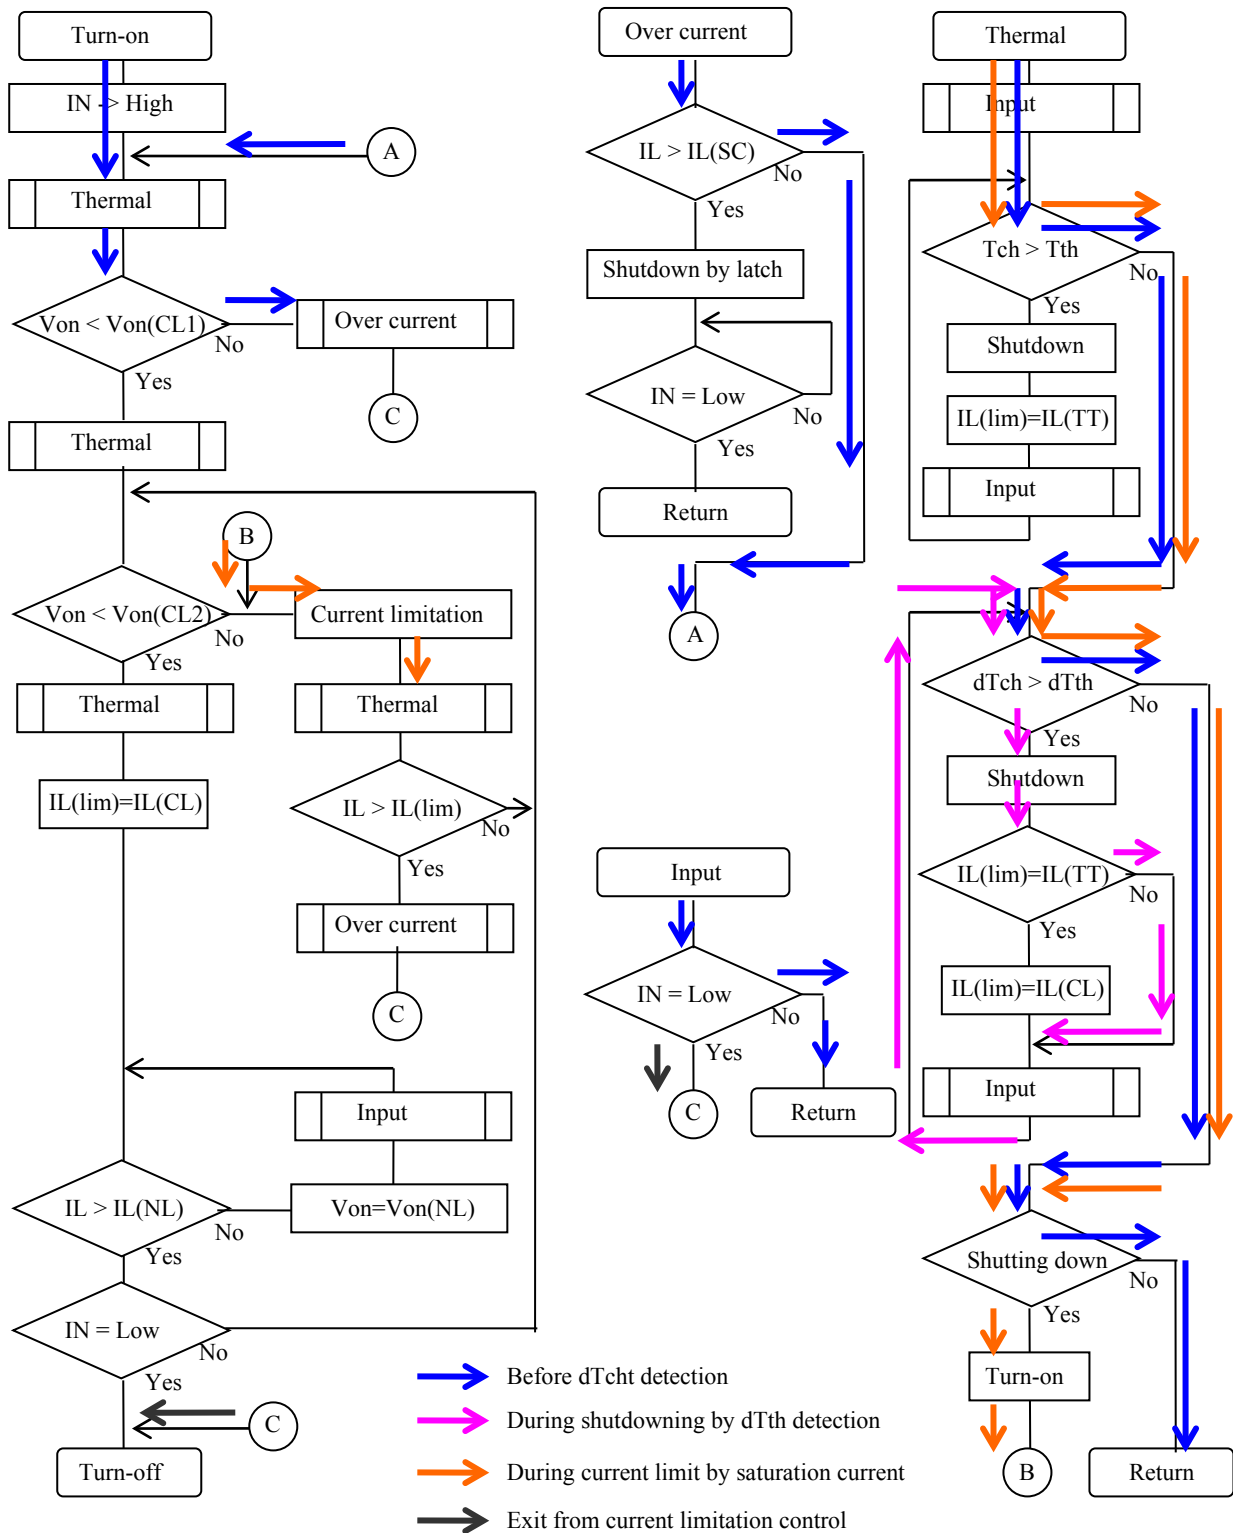 Turn-on
IN -> High
A
Thermal
Von < Von(CL1)
No
Yes
Over current
C
Thermal
B
Von < Von(CL2)
No
Yes
Current limitation
Thermal
Thermal
IL(lim)=IL(CL)
IL > IL(lim)
No
Yes
Over current
C
Input
IL > IL(NL)
No
Yes
Von=Von(NL)
IN = Low
No
Yes
C
Turn-off
Over current
IL > IL(SC)
No
Yes
Shutdown by latch
IN = Low
No
Yes
Return
A
Input
IN = Low
No
Yes
C
Return
Thermal
Input
Tch > Tth
No
Yes
Shutdown
IL(lim)=IL(TT)
Input
dTch > dTth
No
Yes
Shutdown
IL(lim)=IL(TT)
No
Yes
IL(lim)=IL(CL)
Input
Shutting down
No
Yes
Turn-on
B
Return
Before dTcht detection
During shutdowning by dTth detection
During current limit by saturation current
Exit from current limitation control